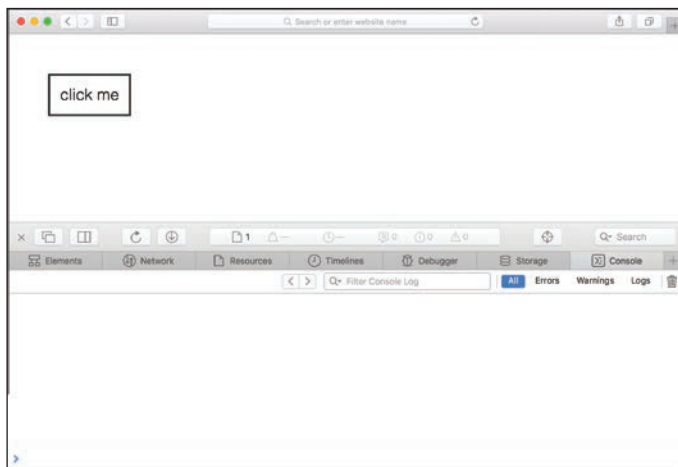 Search or enter website name
click me
1 — — 0 0 0 Search
Elements Network Resources Timelines Debugger Storage Console +
Filter Console Log All Errors Warnings Logs